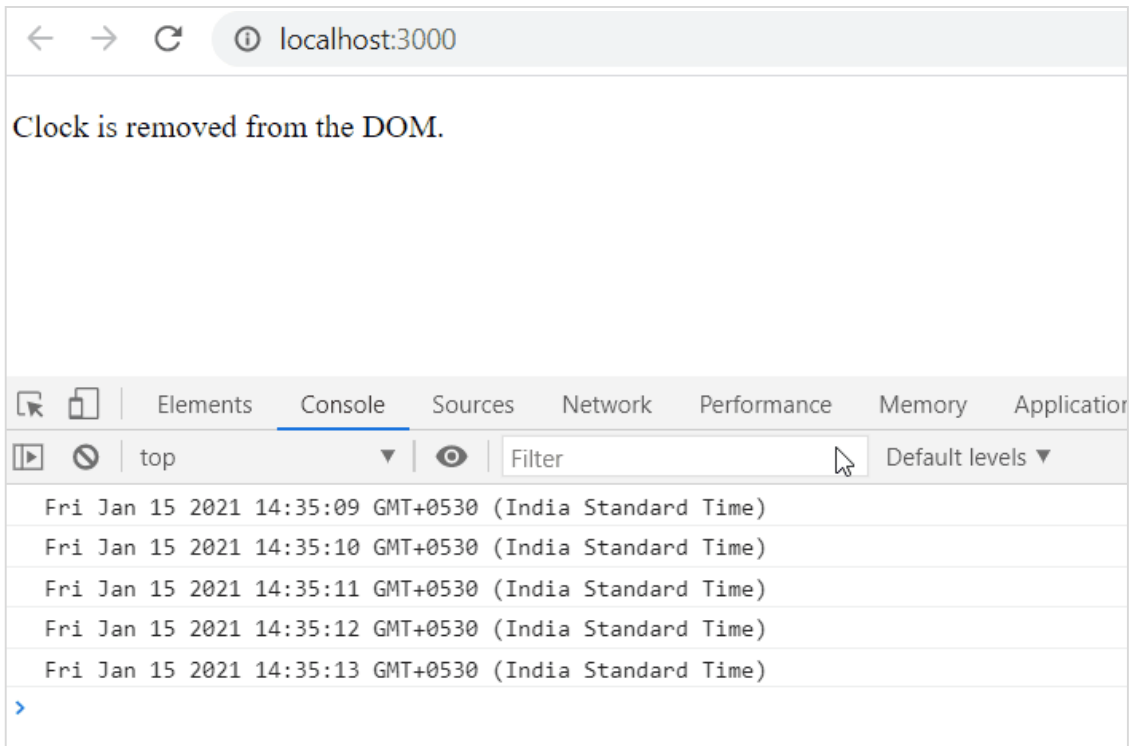 localhost:3000
Clock is removed from the DOM.
Elements Console Sources Network Performance Memory Application
top Filter Default levels
Fri Jan 15 2021 14:35:09 GMT+0530 (India Standard Time)
Fri Jan 15 2021 14:35:10 GMT+0530 (India Standard Time)
Fri Jan 15 2021 14:35:11 GMT+0530 (India Standard Time)
Fri Jan 15 2021 14:35:12 GMT+0530 (India Standard Time)
Fri Jan 15 2021 14:35:13 GMT+0530 (India Standard Time)